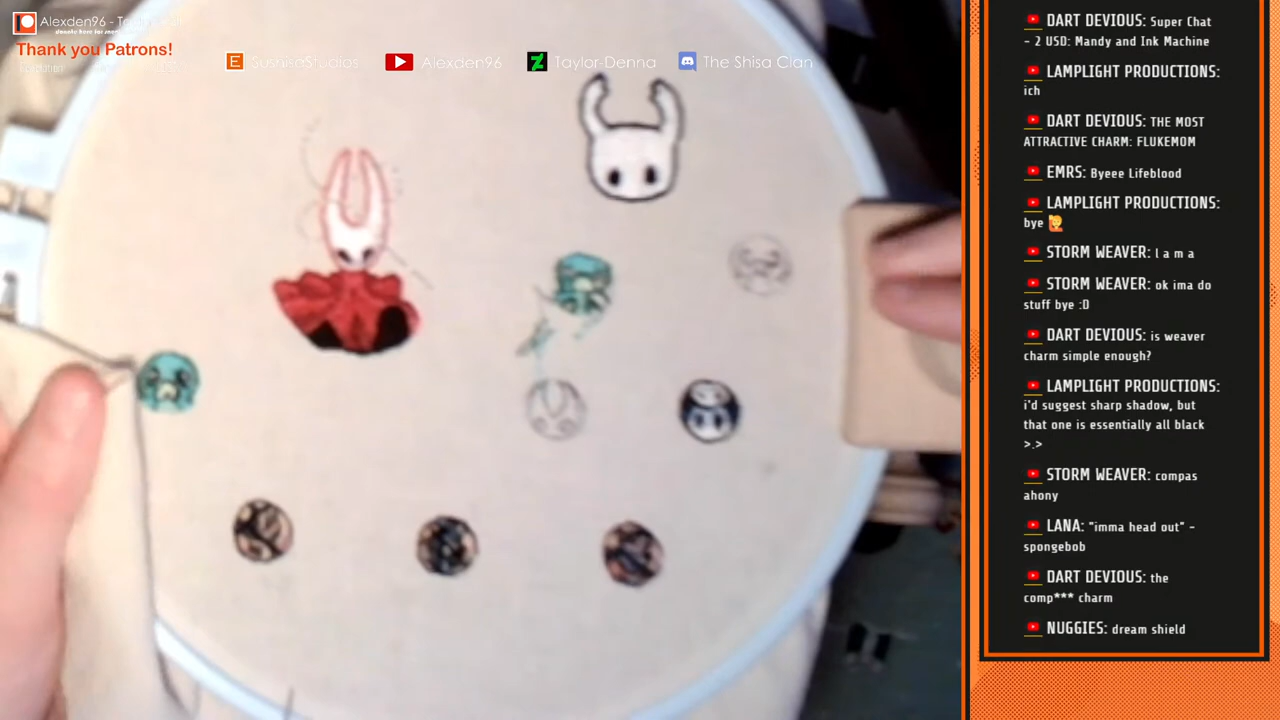 Alexden96 -
Thank you Patrons!
SushisaStudios
Alexden96
Taylor-Denna
The Shisa Clan
DART DEVIOUS: Super Chat
- 2 USD: Mandy and Ink Machine
LAMPLIGHT PRODUCTIONS:
ich
DART DEVIOUS: THE MOST
ATTRACTIVE CHARM: FLUKEMOM
EMRS: Byeee Lifeblood
LAMPLIGHT PRODUCTIONS:
bye 🙋
STORM WEAVER: I a m a
STORM WEAVER: ok ima do
stuff bye :D
DART DEVIOUS: is weaver
charm simple enough?
LAMPLIGHT PRODUCTIONS:
i'd suggest sharp shadow, but
that one is essentially all black
>.>
STORM WEAVER: compas
ahony
LANA: "imma head out" -
spongebob
DART DEVIOUS: the
comp*** charm
NUGGIES: dream shield